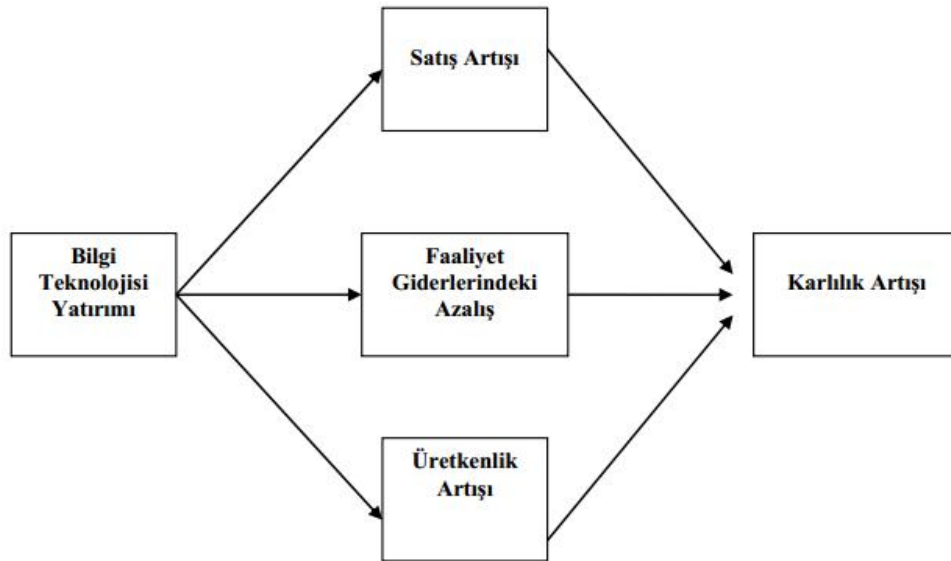 Satış Artışı
Bilgi
Teknolojisi
Yatırımı
Faaliyet
Giderlerindeki
Azalış
Karlılık Artışı
Üretkenlik
Artışı